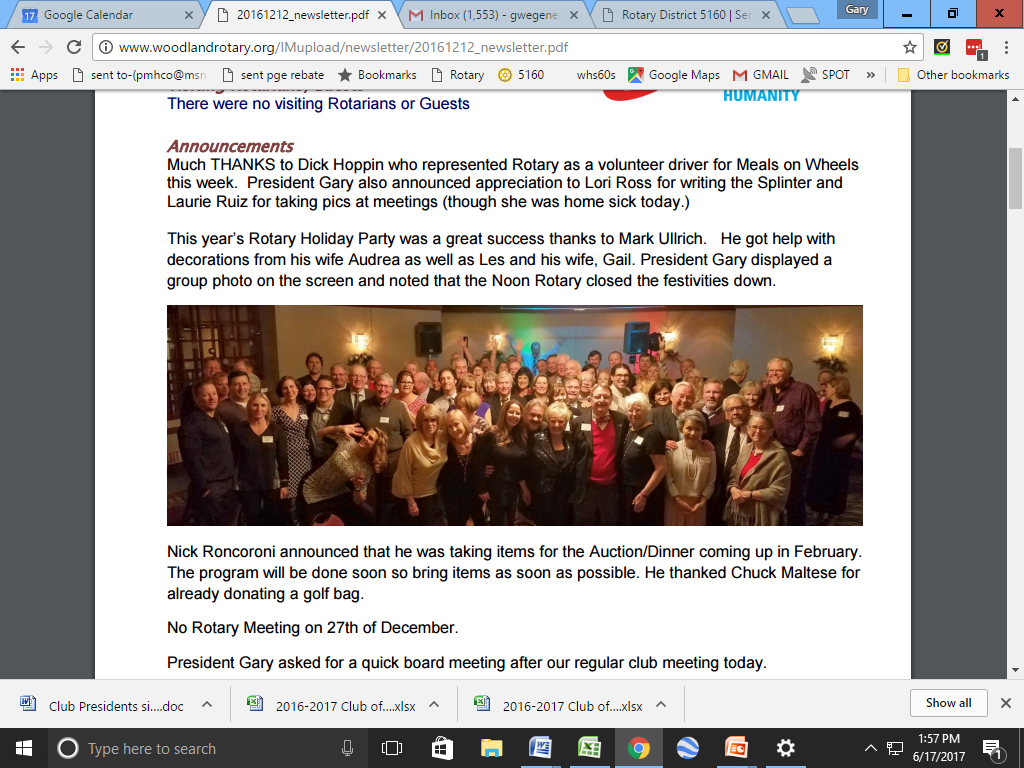 17 Google Calendar
20161212_newsletter.pdf
Inbox (1,553) - gwegene
Rotary District 5160 | Ser
Gary
www.woodlandrotary.org/IMupload/newsletter/20161212_newsletter.pdf
1
Apps
sent to-(pmhco@msn
sent pge rebate
Bookmarks
Rotary
5160
whs60s
Google Maps
GMAIL
SPOT
»
Other bookmarks
HUMANITY
There were no visiting Rotarians or Guests
Announcements
Much THANKS to Dick Hoppin who represented Rotary as a volunteer driver for Meals on Wheels
this week. President Gary also announced appreciation to Lori Ross for writing the Splinter and
Laurie Ruiz for taking pics at meetings (though she was home sick today.)
This year's Rotary Holiday Party was a great success thanks to Mark Ullrich. He got help with
decorations from his wife Audrea as well as Les and his wife, Gail. President Gary displayed a
group photo on the screen and noted that the Noon Rotary closed the festivities down.
Nick Roncoroni announced that he was taking items for the Auction/Dinner coming up in February.
The program will be done soon so bring items as soon as possible. He thanked Chuck Maltese for
already donating a golf bag.
No Rotary Meeting on 27th of December.
President Gary asked for a quick board meeting after our regular club meeting today.
Club Presidents si....doc
2016-2017 Club of....xlsx
2016-2017 Club of....xlsx
Show all
Type here to search
1:57 PM
6/17/2017
1